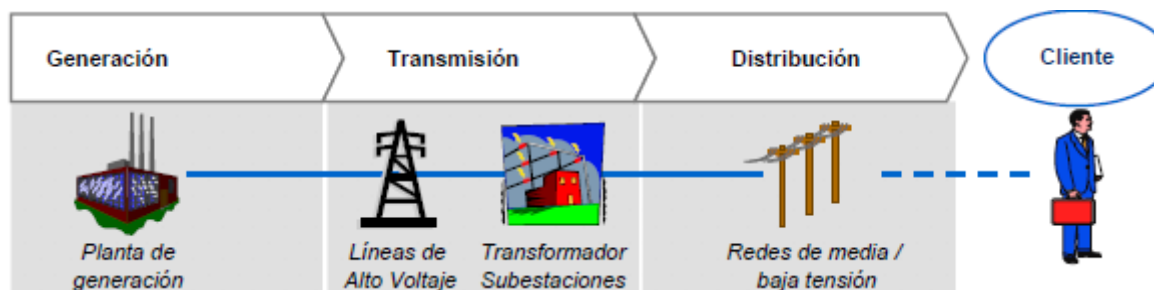 Generación
Transmisión
Distribución
Cliente
Planta de
generación
Líneas de
Alto Voltaje
Transformador
Subestaciones
Redes de media /
baja tensión